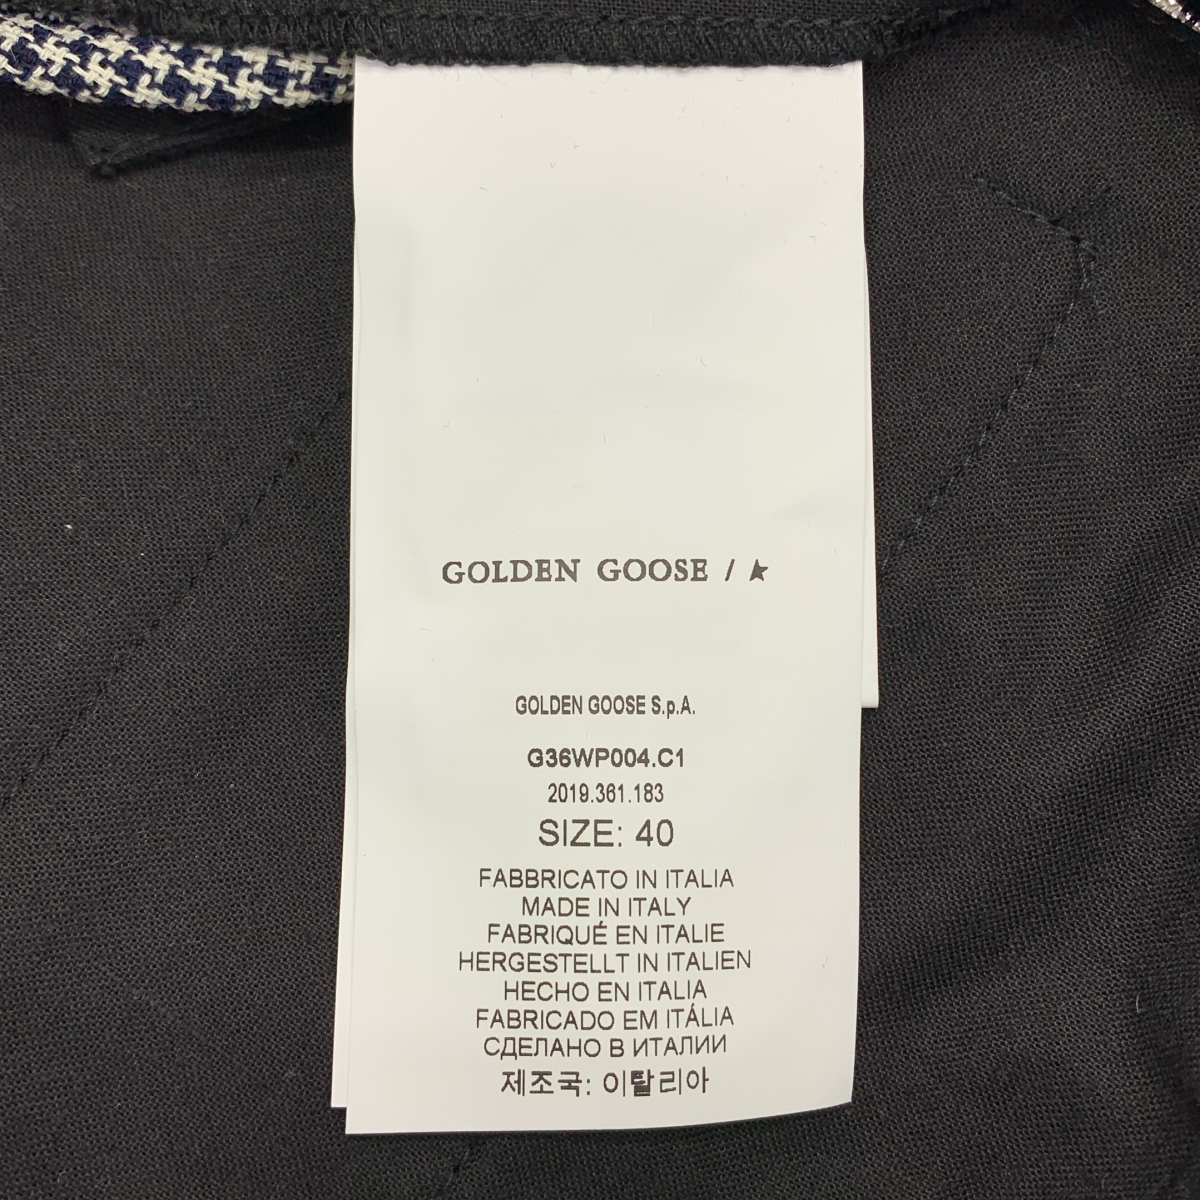 GOLDEN GOOSE / ★
GOLDEN GOOSE S.p.A.
G36WP004.C1
2019.361.183
SIZE: 40
FABBRICATO IN ITALIA
MADE IN ITALY
FABRIQUÉ EN ITALIE
HERGESTELLT IN ITALIEN
HECHO EN ITALIA
FABRICADO EM ITÁLIA
СДЕЛАНО В ИТАЛИИ
제조국: 이탈리아